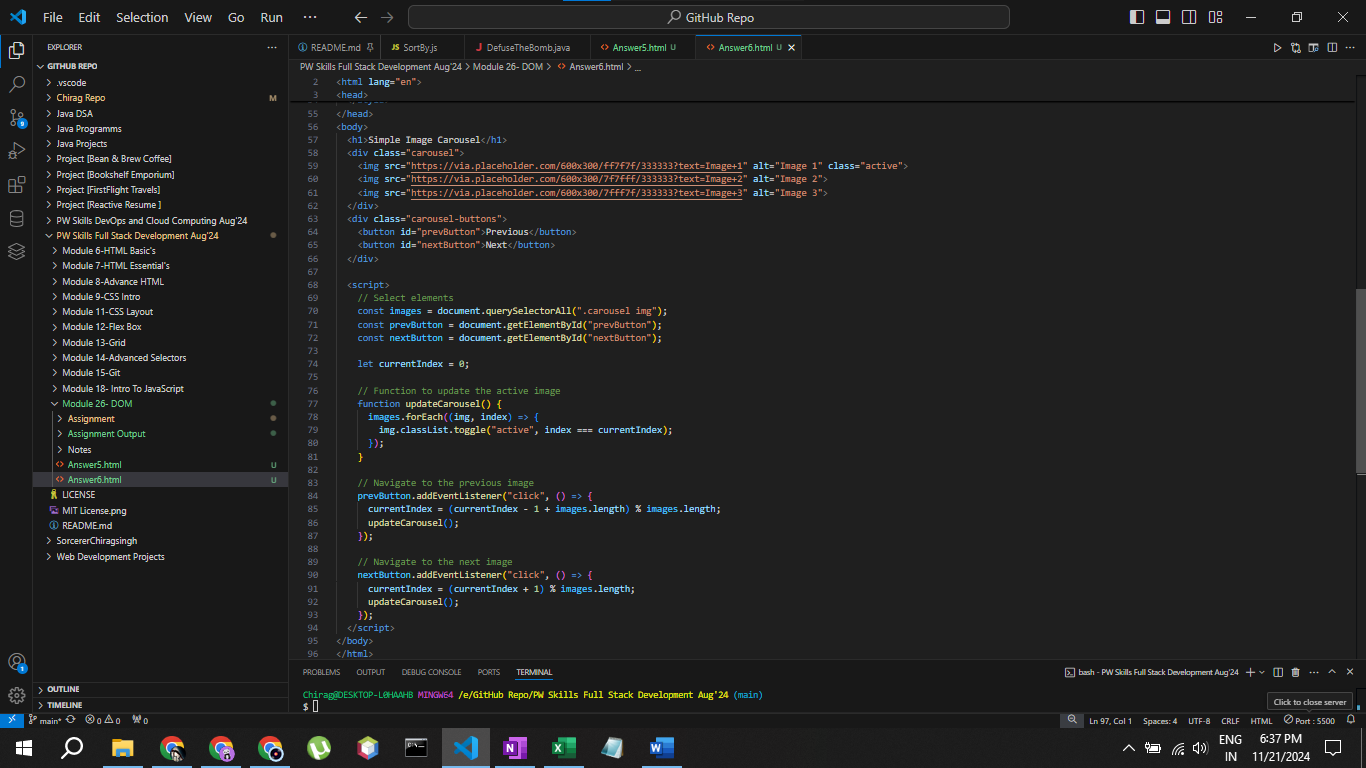 File Edit Selection View Go Run ··· GitHub Repo
EXPLORER ···
GITHUB REPO
.vscode
Chirag Repo M
Java DSA
Java Programms
Java Projects
Project [Bean & Brew Coffee]
Project [Bookshelf Emporium]
Project [FirstFlight Travels]
Project [Reactive Resume ]
PW Skills DevOps and Cloud Computing Aug'24
PW Skills Full Stack Development Aug'24
Module 6-HTML Basic's
Module 7-HTML Essential's
Module 8-Advance HTML
Module 9-CSS Intro
Module 11-CSS Layout
Module 12-Flex Box
Module 13-Grid
Module 14-Advanced Selectors
Module 15-Git
Module 18- Intro To JavaScript
Module 26- DOM
Assignment
Assignment Output
Notes
Answer5.html U
Answer6.html U
LICENSE
MIT License.png
README.md
SorcererChiragsingh
Web Development Projects
OUTLINE
TIMELINE
README.md JS SortBy.js J DefuseTheBomb.java Answer5.html U Answer6.html U
PW Skills Full Stack Development Aug'24 > Module 26- DOM > Answer6.html > ...
2 <html lang="en">
3 <head>
55 </head>
56 <body>
57 <h1>Simple Image Carousel</h1>
58 <div class="carousel">
59 <img src="https://via.placeholder.com/600x300/ff7f7f/333333?text=Image+1" alt="Image 1" class="active">
60 <img src="https://via.placeholder.com/600x300/7f7fff/333333?text=Image+2" alt="Image 2">
61 <img src="https://via.placeholder.com/600x300/7fff7f/333333?text=Image+3" alt="Image 3">
62 </div>
63 <div class="carousel-buttons">
64 <button id="prevButton">Previous</button>
65 <button id="nextButton">Next</button>
66 </div>
67
68 <script>
69 // Select elements
70 const images = document.querySelectorAll(".carousel img");
71 const prevButton = document.getElementById("prevButton");
72 const nextButton = document.getElementById("nextButton");
73
74 let currentIndex = 0;
75
76 // Function to update the active image
77 function updateCarousel() {
78 images.forEach((img, index) => {
79 img.classList.toggle("active", index === currentIndex);
80 });
81 }
82
83 // Navigate to the previous image
84 prevButton.addEventListener("click", () => {
85 currentIndex = (currentIndex - 1 + images.length) % images.length;
86 updateCarousel();
87 });
88
89 // Navigate to the next image
90 nextButton.addEventListener("click", () => {
91 currentIndex = (currentIndex + 1) % images.length;
92 updateCarousel();
93 });
94 </script>
95 </body>
96 </html>
PROBLEMS OUTPUT DEBUG CONSOLE PORTS TERMINAL bash - PW Skills Full Stack Development Aug'24
Chirag@DESKTOP-L0HAAHB MINGW64 /e/GitHub Repo/PW Skills Full Stack Development Aug'24 (main)
$
Click to close server
main* 0 0 0 Ln 97, Col 1 Spaces: 4 UTF-8 CRLF HTML Port : 5500
ENG
IN
6:37 PM
11/21/2024